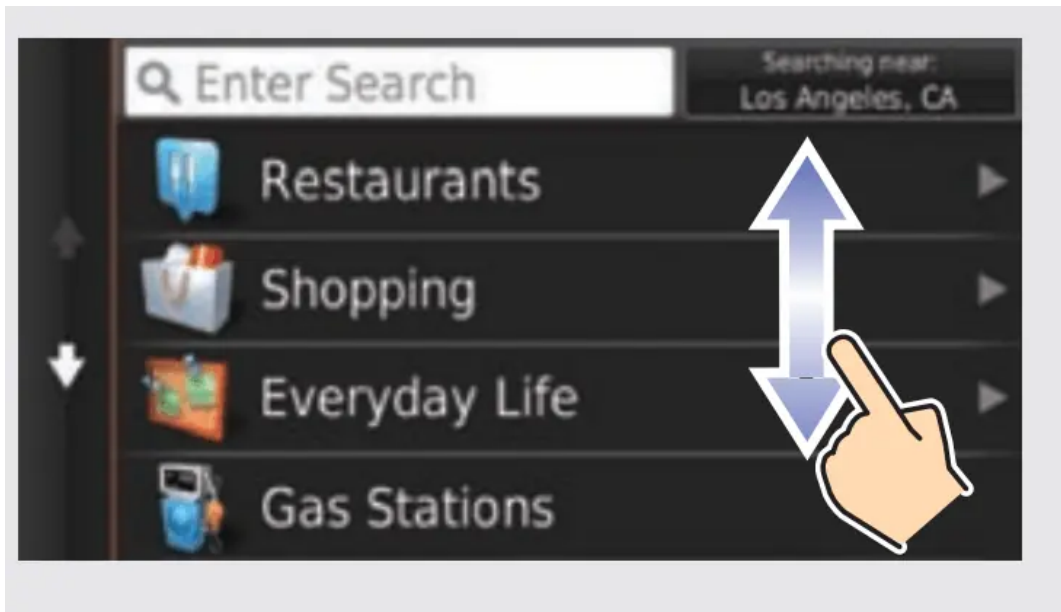 Enter Search
Searching near:
Los Angeles, CA
Restaurants
Shopping
Everyday Life
Gas Stations